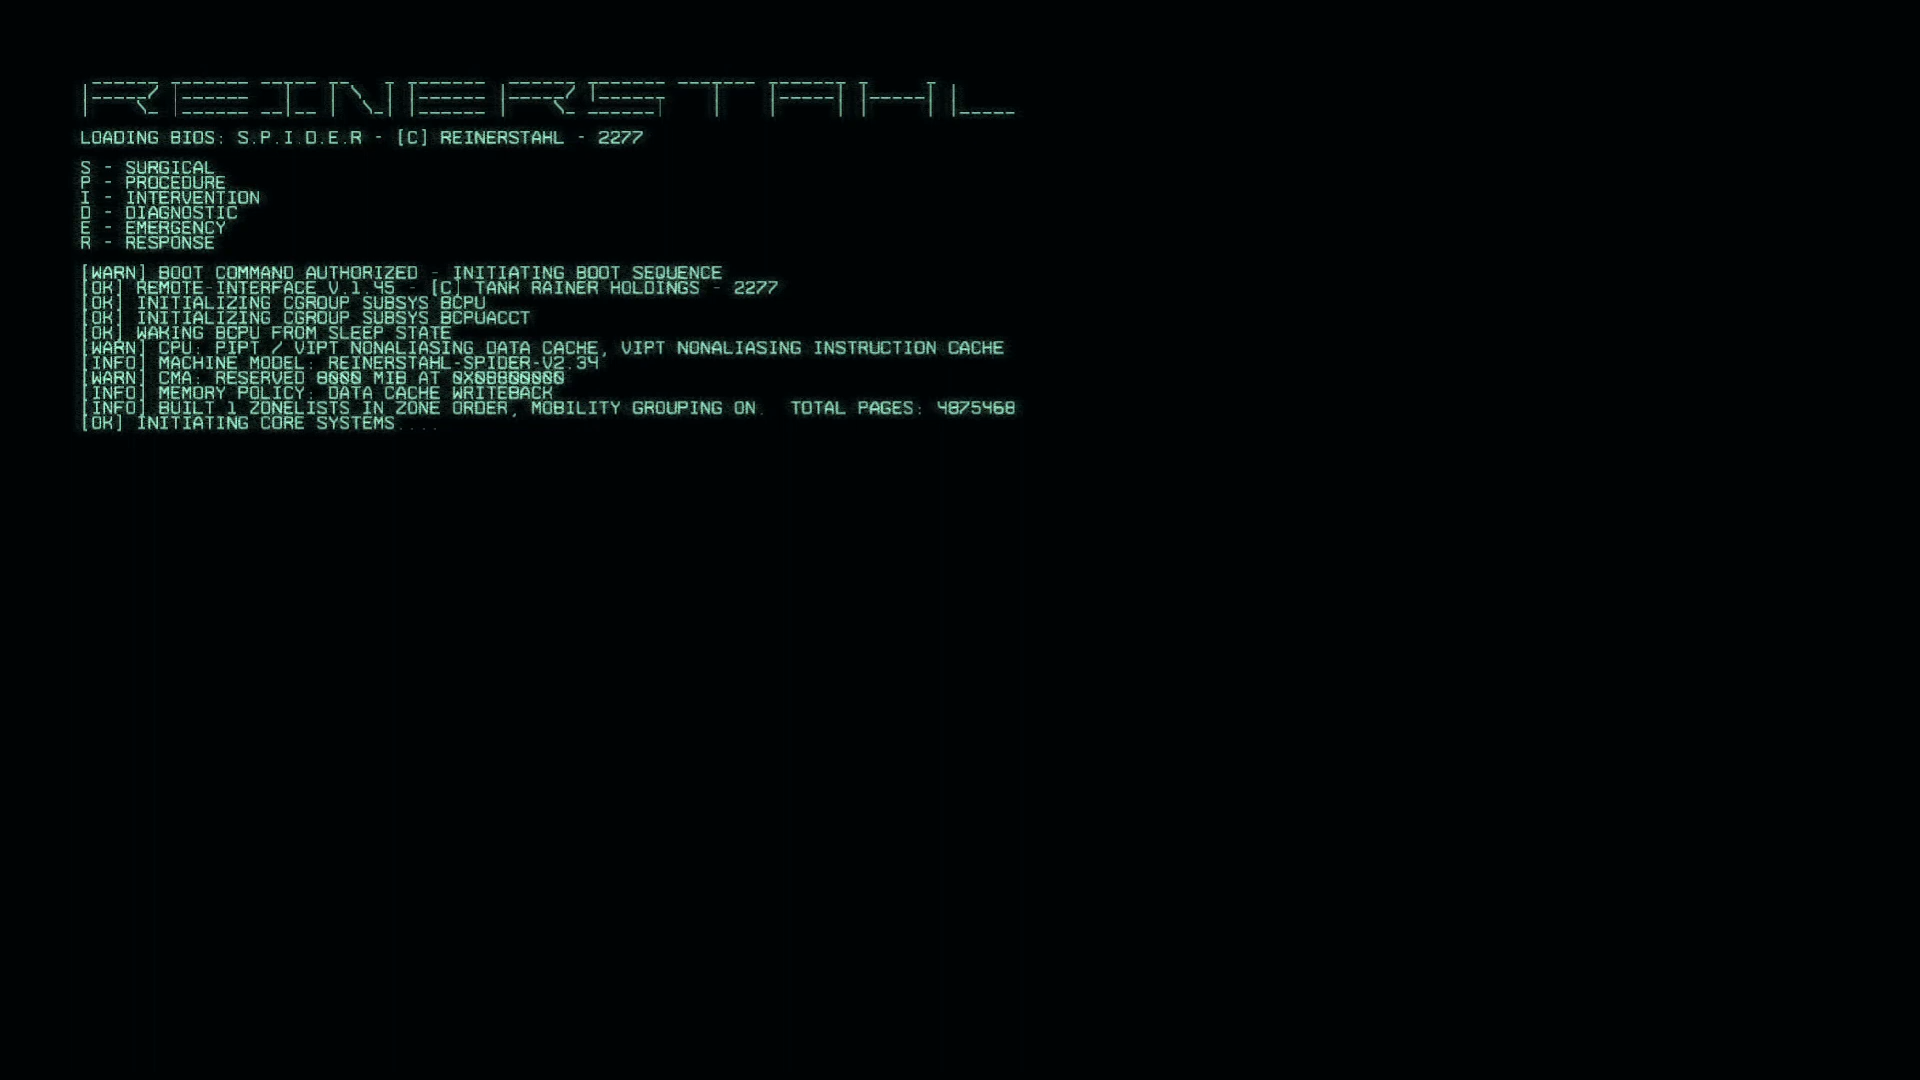 REINERSTAHL
LOADING BIOS: S.P.I.D.E.R - [C] REINERSTAHL - 2277
S - SURGICAL
P - PROCEDURE
I - INTERVENTION
D - DIAGNOSTIC
E - EMERGENCY
R - RESPONSE
[WARN] BOOT COMMAND AUTHORIZED - INITIATING BOOT SEQUENCE
[OK] REMOTE-INTERFACE V.1.45 - [C] TANK RAINER HOLDINGS - 2277
[OK] INITIALIZING CGROUP SUBSYS BCPU
[OK] INITIALIZING CGROUP SUBSYS BCPUACCT
[OK] WAKING BCPU FROM SLEEP STATE
[WARN] CPU: PIPT / VIPT NONALIASING DATA CACHE, VIPT NONALIASING INSTRUCTION CACHE
[INFO] MACHINE MODEL: REINERSTAHL-SPIDER-V2.34
[WARN] CMA: RESERVED 8000 MIB AT 0X0B800000
[INFO] MEMORY POLICY: DATA CACHE WRITEBACK
[INFO] BUILT 1 ZONELISTS IN ZONE ORDER, MOBILITY GROUPING ON.  TOTAL PAGES: 4875468
[OK] INITIATING CORE SYSTEMS....